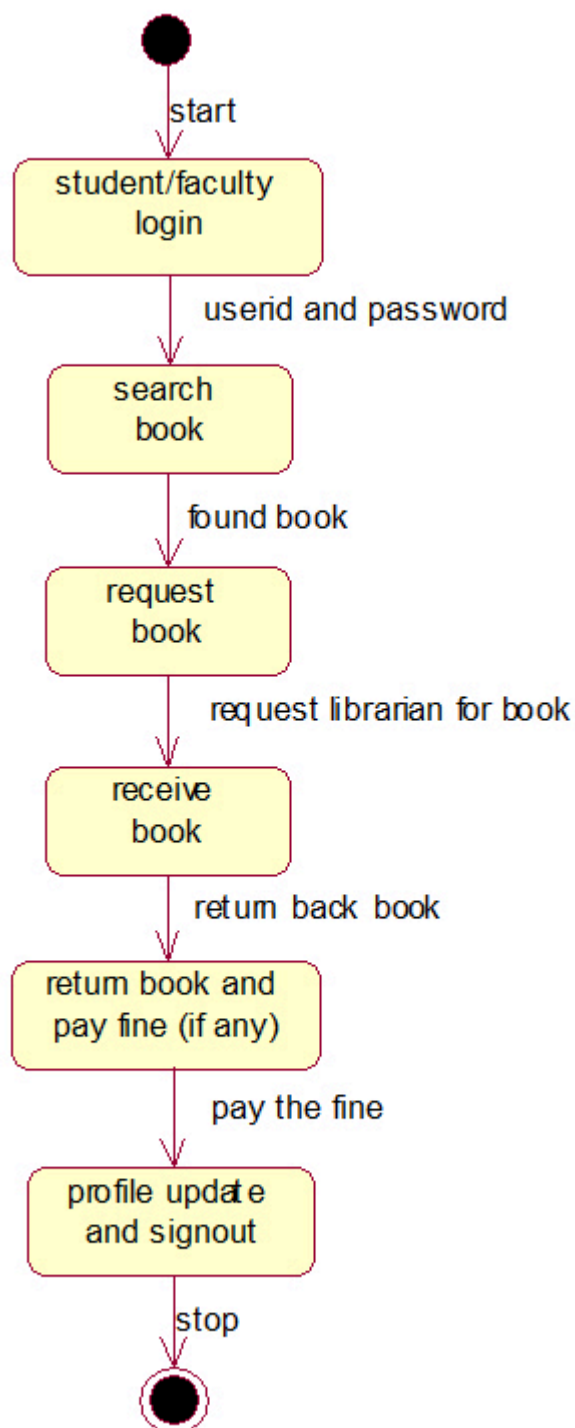 start
student/faculty
login
userid and password
search
book
found book
request
book
request librarian for book
receive
book
return back book
return book and
pay fine (if any)
pay the fine
profile update
and signout
stop